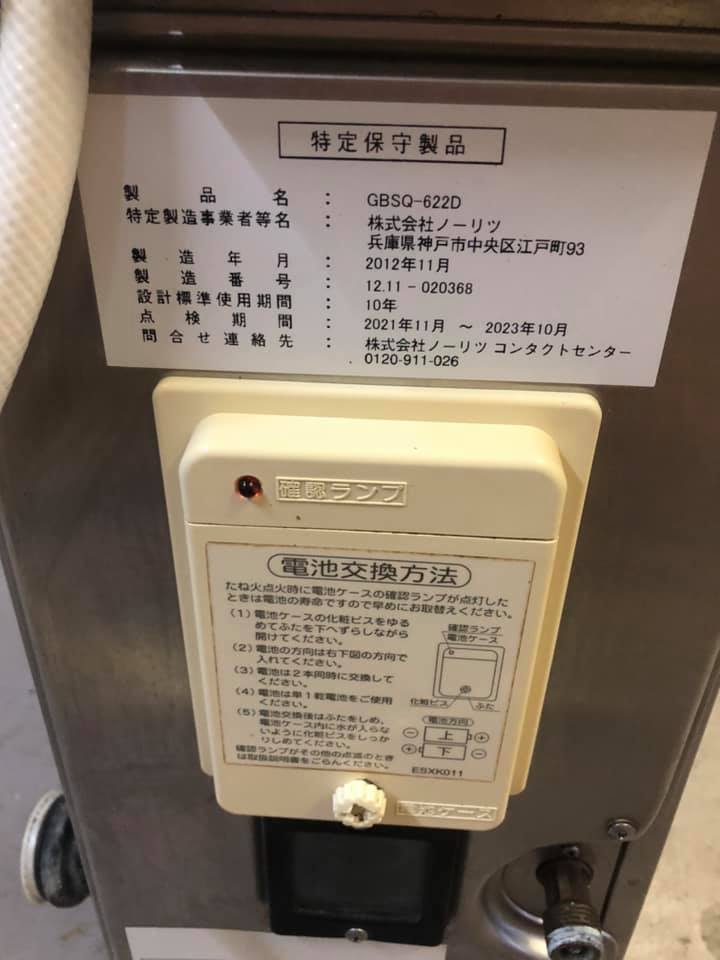 特定保守製品
製品名 : GBSQ-622D
特定製造事業者等名 : 株式会社ノーリツ
兵庫県神戸市中央区江戸町93
製造年月 : 2012年11月
製造番号 : 12.11-020368
設計標準使用期間 : 10年
点検期間 : 2021年11月 ～ 2023年10月
問合せ連絡先 : 株式会社ノーリツ コンタクトセンター
0120-911-026
確認ランプ
電池交換方法
たね火点火時に電池ケースの確認ランプが点灯した
ときは電池の寿命ですので早めにお取替えください。
(1)電池ケースの化粧ビスをゆる
めてふたを下へずらしながら
開けてください。
(2)電池の方向は右下図の方向で
入れてください。
(3)電池は2本同時に交換して
ください。
(4)電池は単1乾電池をご使用
ください。
(5)電池交換後はふたをしめ、
電池ケース内に水が入らな
いように化粧ビスをしっか
りしめてください。
確認ランプがその他の点滅のとき
は取扱説明書をごらんください。
確認ランプ
電池ケース
化粧ビス ふた
電池方向
⊖ 上 ⊕
⊕ 下 ⊖
ESXK011
電池ケース